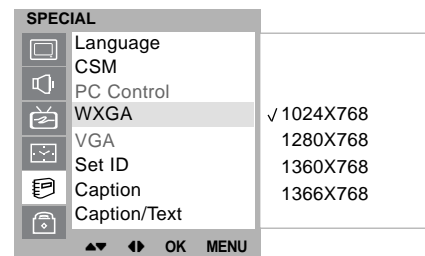 SPECIAL
Language
CSM
PC Control
WXGA
VGA
Set ID
Caption
Caption/Text
√ 1024X768
1280X768
1360X768
1366X768
▲▼ ◀▶ OK MENU